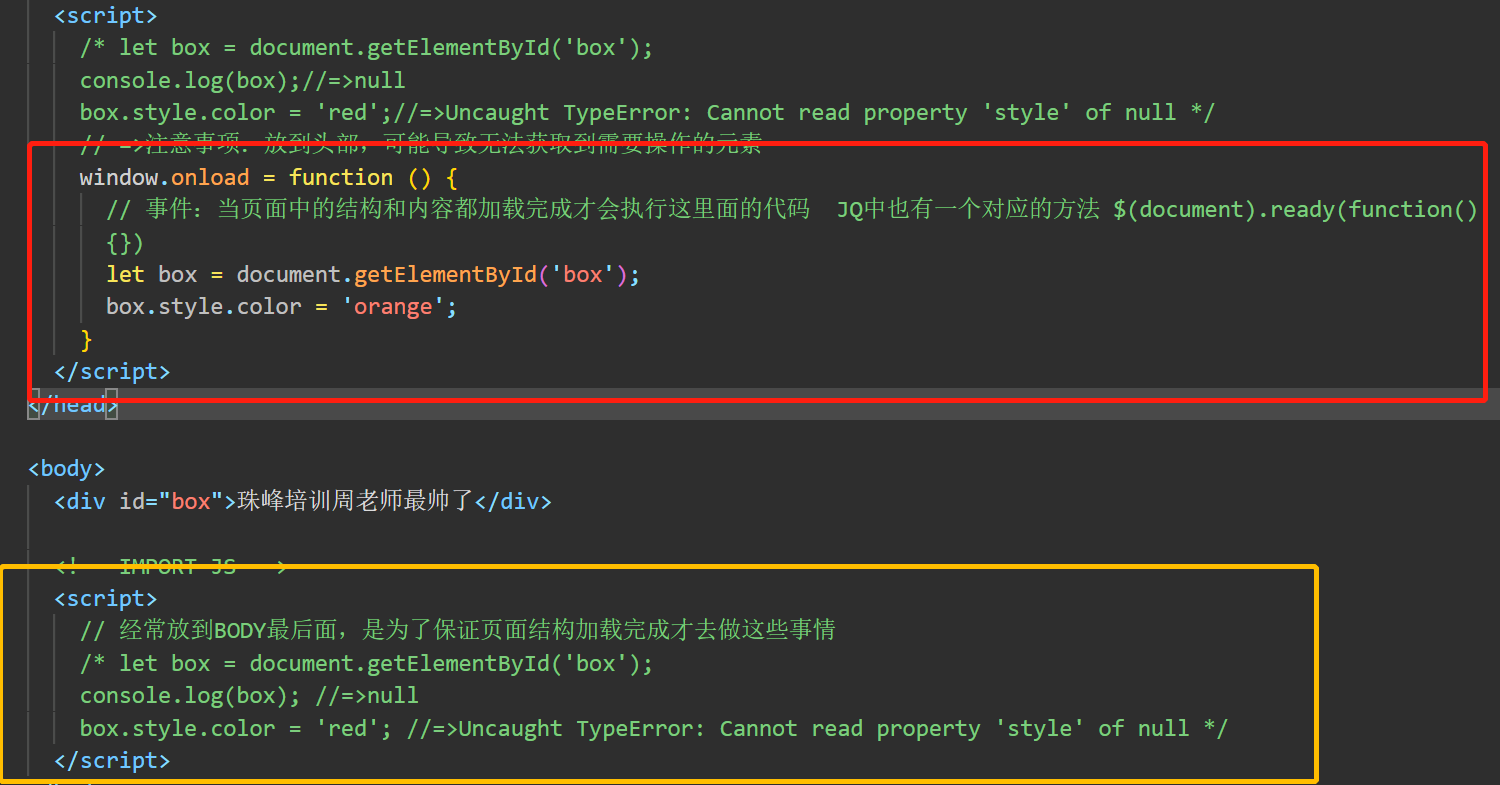 <script>
/* let box = document.getElementById('box');
console.log(box);//=>null
box.style.color = 'red';//=>Uncaught TypeError: Cannot read property 'style' of null */
// =>注意事项：放到头部，可能导致无法获取到需要操作的元素
window.onload = function () {
// 事件：当页面中的结构和内容都加载完成才会执行这里面的代码  JQ中也有一个对应的方法 $(document).ready(function()
{})
let box = document.getElementById('box');
box.style.color = 'orange';
}
</script>
</head>
<body>
<div id="box">珠峰培训周老师最帅了</div>
<!-- IMPORT JS -->
<script>
// 经常放到BODY最后面，是为了保证页面结构加载完成才去做这些事情
/* let box = document.getElementById('box');
console.log(box); //=>null
box.style.color = 'red'; //=>Uncaught TypeError: Cannot read property 'style' of null */
</script>